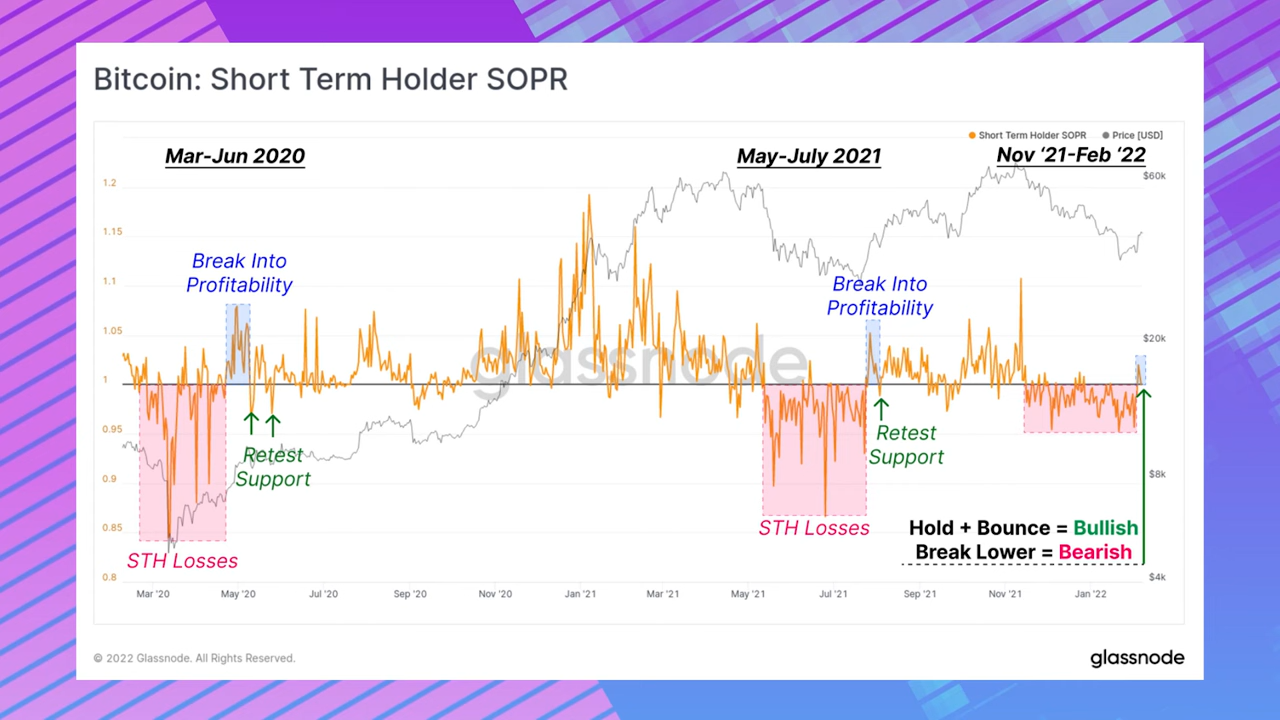 Bitcoin: Short Term Holder SOPR
Short Term Holder SOPR
Price [USD]
Mar-Jun 2020
May-July 2021
Nov ‘21-Feb ‘22
1.2
1.15
1.1
1.05
1
0.95
0.9
0.85
0.8
$60k
$20k
$8k
$4k
Break Into
Profitability
Break Into
Profitability
glassnode
Retest
Support
Retest
Support
STH Losses
STH Losses
Hold + Bounce = Bullish
Break Lower = Bearish
Mar '20
May '20
Jul '20
Sep '20
Nov '20
Jan '21
Mar '21
May '21
Jul '21
Sep '21
Nov '21
Jan '22
© 2022 Glassnode. All Rights Reserved.
glassnode